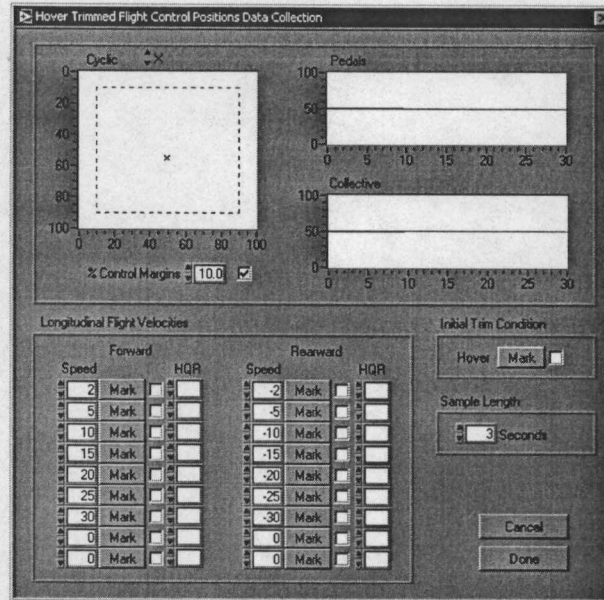 Hover Trimmed Flight Control Positions Data Collection
Cyclic
0
20
40
60
80
100
0 20 40 60 80 100
% Control Margins 10.0
Pedals
100
50
0
0 5 10 15 20 25 30
Collective
100
50
0
0 5 10 15 20 25 30
Longitudinal Flight Velocities
Forward
Speed HQR
2 Mark
5 Mark
10 Mark
15 Mark
20 Mark
25 Mark
30 Mark
0 Mark
0 Mark
Rearward
Speed HQR
-2 Mark
-5 Mark
-10 Mark
-15 Mark
-20 Mark
-25 Mark
-30 Mark
0 Mark
0 Mark
Initial Trim Condition
Hover Mark
Sample Length
3 Seconds
Cancel
Done